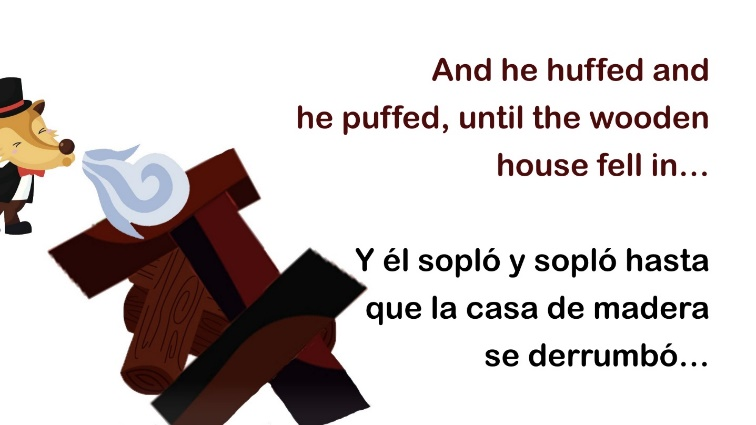 And he huffed and
he puffed, until the wooden
house fell in...
Y él sopló y sopló hasta
que la casa de madera
se derrumbó...